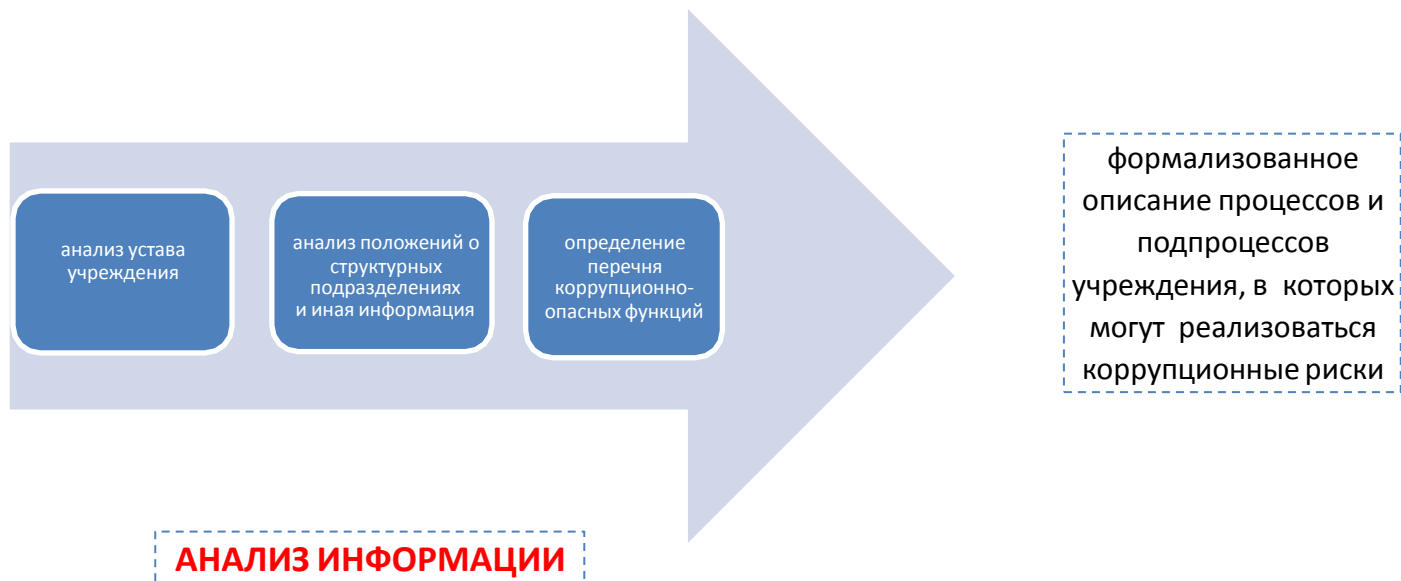 анализ устава
учреждения
анализ положений о
структурных
подразделениях
и иная информация
определение
перечня
коррупционно-
опасных функций
формализованное
описание процессов и
подпроцессов
учреждения, в которых
могут реализоваться
коррупционные риски
АНАЛИЗ ИНФОРМАЦИИ